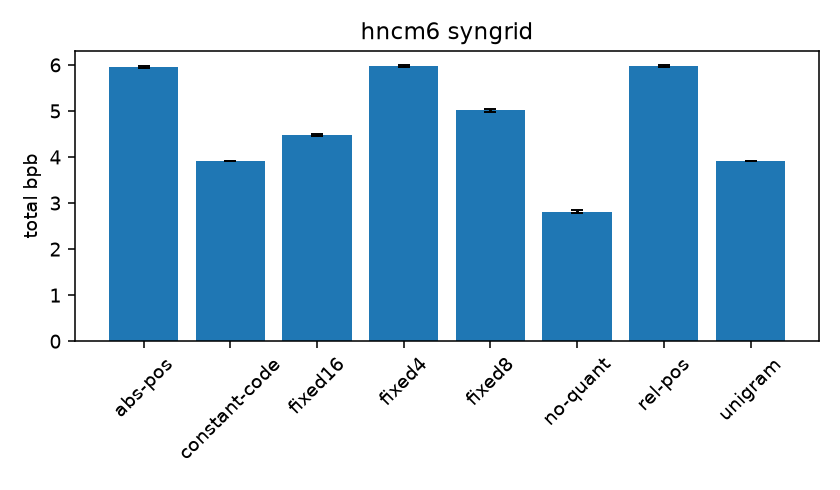 hncm6 syngrid
total bpb
6
5
4
3
2
1
0
abs-pos
constant-code
fixed16
fixed4
fixed8
no-quant
rel-pos
unigram